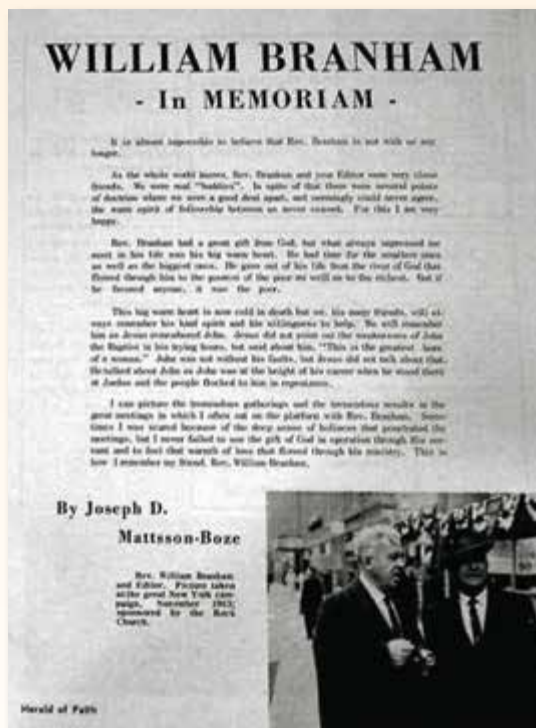 WILLIAM BRANHAM
- In MEMORIAM -
It is almost impossible to believe that Rev. Branham is not with us any
longer.
As the whole world knows, Rev. Branham and your Editor were very close
friends. We were real "buddies". In spite of that there were several points
of doctrine where we were a good deal apart, and seemingly could never agree,
the warm spirit of fellowship between us never ceased. For this I am very
happy.
Rev. Branham had a great gift from God, but what always impressed me
most in his life was his big warm heart. He had time for the smallest ones
as well as the biggest ones. He gave out of his life from the river of God that
flowed through him to the poorest of the poor as well as to the richest. But if
he favored anyone, it was the poor.
This big warm heart is now cold in death but we, his many friends, will al-
ways remember his kind spirit and his willingness to help. We will remember
him as Jesus remembered John. Jesus did not point out the weaknesses of John
the Baptist in his trying hours, but said about him, "This is the greatest born
of a woman." John was not without his faults, but Jesus did not talk about that.
He talked about John as John was at the height of his career when he stood there
at Jordan and the people flocked to him in repentance.
I can picture the tremendous gatherings and the tremendous results in the
great meetings in which I often sat on the platform with Rev. Branham. Some-
times I was scared because of the deep sense of holiness that penetrated the
meetings, but I never failed to see the gift of God in operation through His ser-
vant and to feel that warmth of love that flowed through his ministry. This is
how I remember my friend, Rev. William Branham.
By Joseph D.
Mattsson-Boze
Rev. William Branham
and Editor. Picture taken
at the great New York cam-
paign, November 1963;
sponsored by the Rock
Church.
Herald of Faith